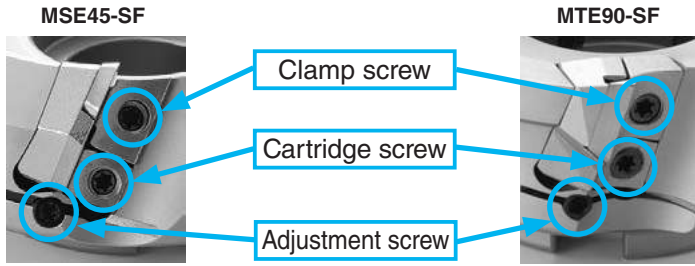 MSE45-SF
MTE90-SF
Clamp screw
Cartridge screw
Adjustment screw